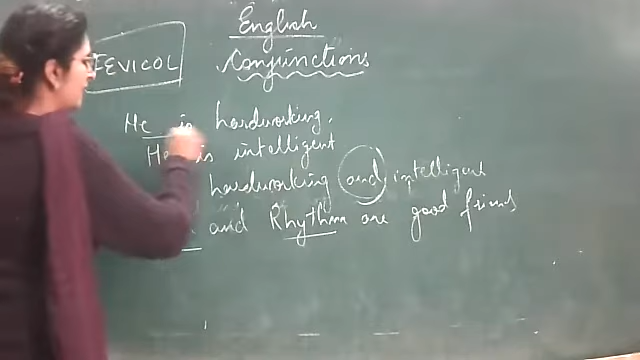 English
FEVICOL
Conjunctions
He is hardworking.
He is intelligent
hardworking and intelligent
and Rhythm are good friends